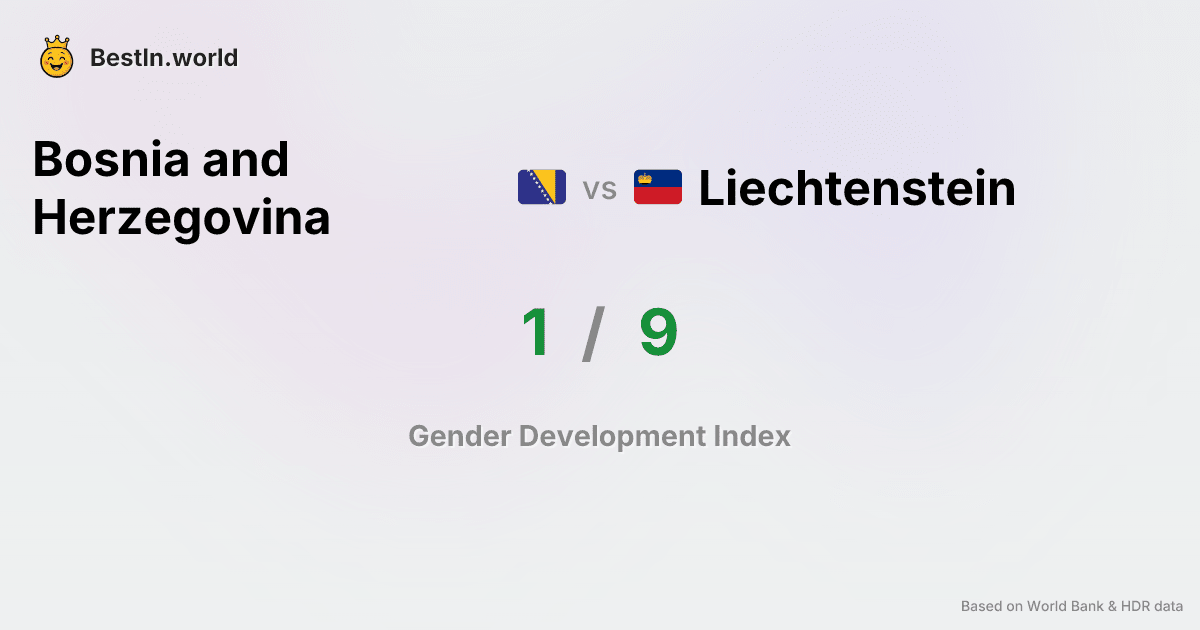 BestIn.world
Bosnia and
Herzegovina
vs
Liechtenstein
1 / 9
Gender Development Index
Based on World Bank & HDR data